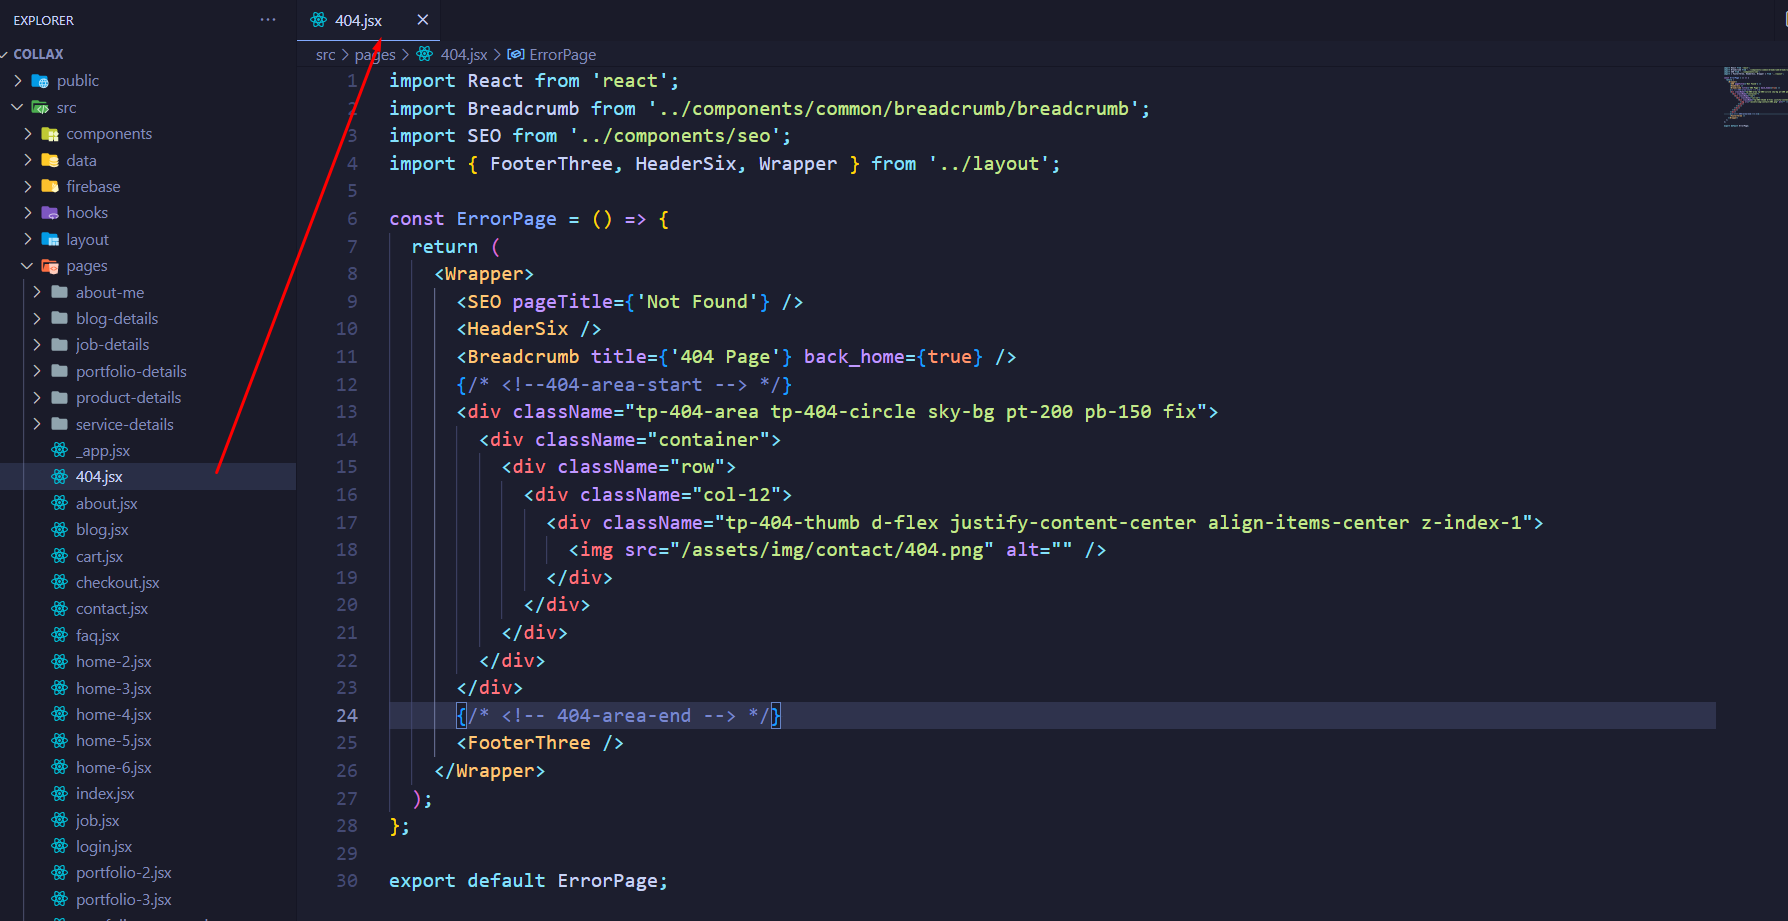 EXPLORER
COLLAX
public
src
components
data
firebase
hooks
layout
pages
about-me
blog-details
job-details
portfolio-details
product-details
service-details
_app.jsx
404.jsx
about.jsx
blog.jsx
cart.jsx
checkout.jsx
contact.jsx
faq.jsx
home-2.jsx
home-3.jsx
home-4.jsx
home-5.jsx
home-6.jsx
index.jsx
job.jsx
login.jsx
portfolio-2.jsx
portfolio-3.jsx
404.jsx
src > pages > 404.jsx > ErrorPage
1 import React from 'react';
2 import Breadcrumb from '../components/common/breadcrumb/breadcrumb';
3 import SEO from '../components/seo';
4 import { FooterThree, HeaderSix, Wrapper } from '../layout';
5
6 const ErrorPage = () => {
7 return (
8 <Wrapper>
9 <SEO pageTitle={'Not Found'} />
10 <HeaderSix />
11 <Breadcrumb title={'404 Page'} back_home={true} />
12 {/* <!--404-area-start --> */}
13 <div className="tp-404-area tp-404-circle sky-bg pt-200 pb-150 fix">
14 <div className="container">
15 <div className="row">
16 <div className="col-12">
17 <div className="tp-404-thumb d-flex justify-content-center align-items-center z-index-1">
18 <img src="/assets/img/contact/404.png" alt="" />
19 </div>
20 </div>
21 </div>
22 </div>
23 </div>
24 {/* <!-- 404-area-end --> */}
25 <FooterThree />
26 </Wrapper>
27 );
28 };
29
30 export default ErrorPage;